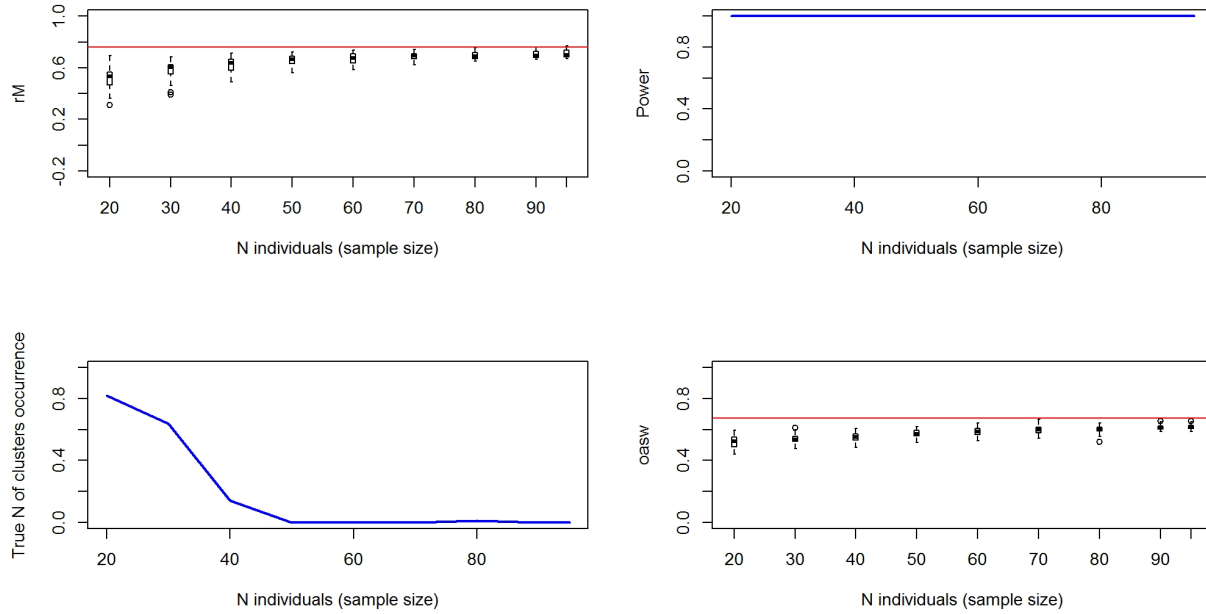 rM
1.0
0.6
0.2
-0.2
20 30 40 50 60 70 80 90
N individuals (sample size)
Power
0.8
0.4
0.0
20 40 60 80
N individuals (sample size)
True N of clusters occurrence
0.8
0.4
0.0
20 40 60 80
N individuals (sample size)
oasw
0.8
0.4
0.0
20 30 40 50 60 70 80 90
N individuals (sample size)